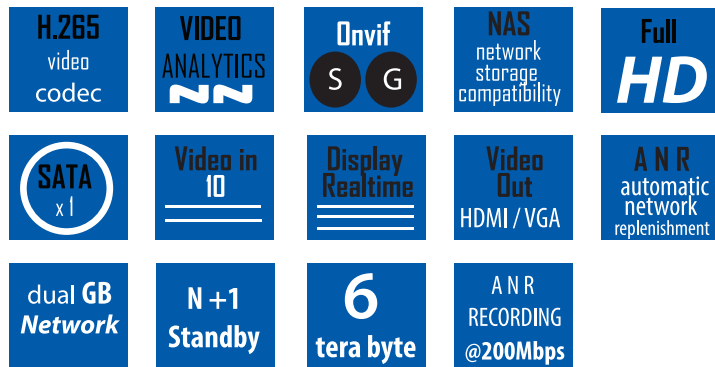 H.265
video
codec
VIDEO
ANALYTICS
NN
Onvif
S G
NAS
network
storage
compatibility
Full
HD
SATA
x 1
Video in
10
Display
Realtime
Video
Out
HDMI / VGA
A N R
automatic
network
replenishment
dual GB
Network
N +1
Standby
6
tera byte
A N R
RECORDING
@200Mbps